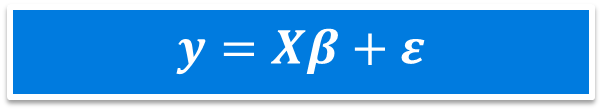 y = Xβ + ε